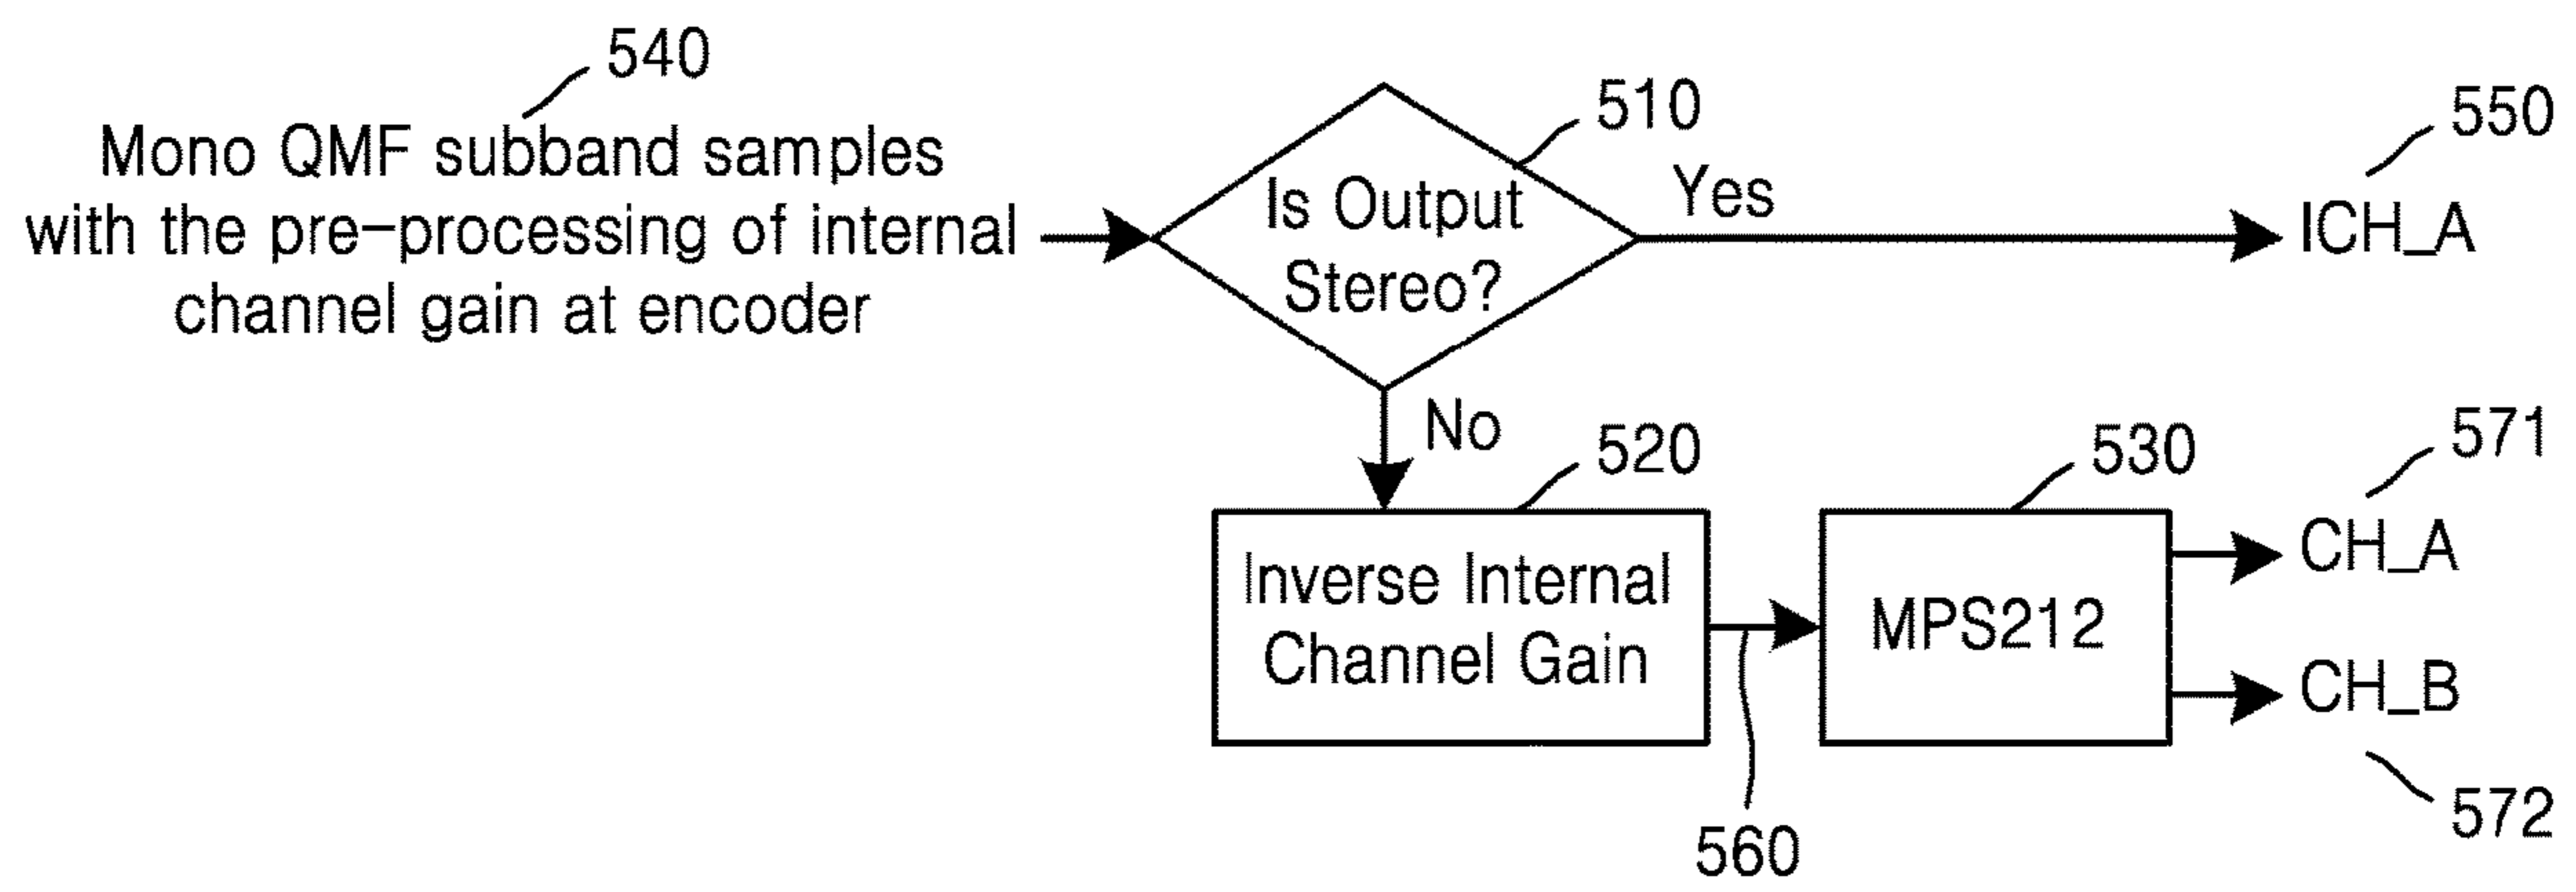 540
Mono QMF subband samples
with the pre-processing of internal
channel gain at encoder
510
Is Output
Stereo?
Yes
550
ICH_A
No
520
Inverse Internal
Channel Gain
560
530
MPS212
571
CH_A
CH_B
572